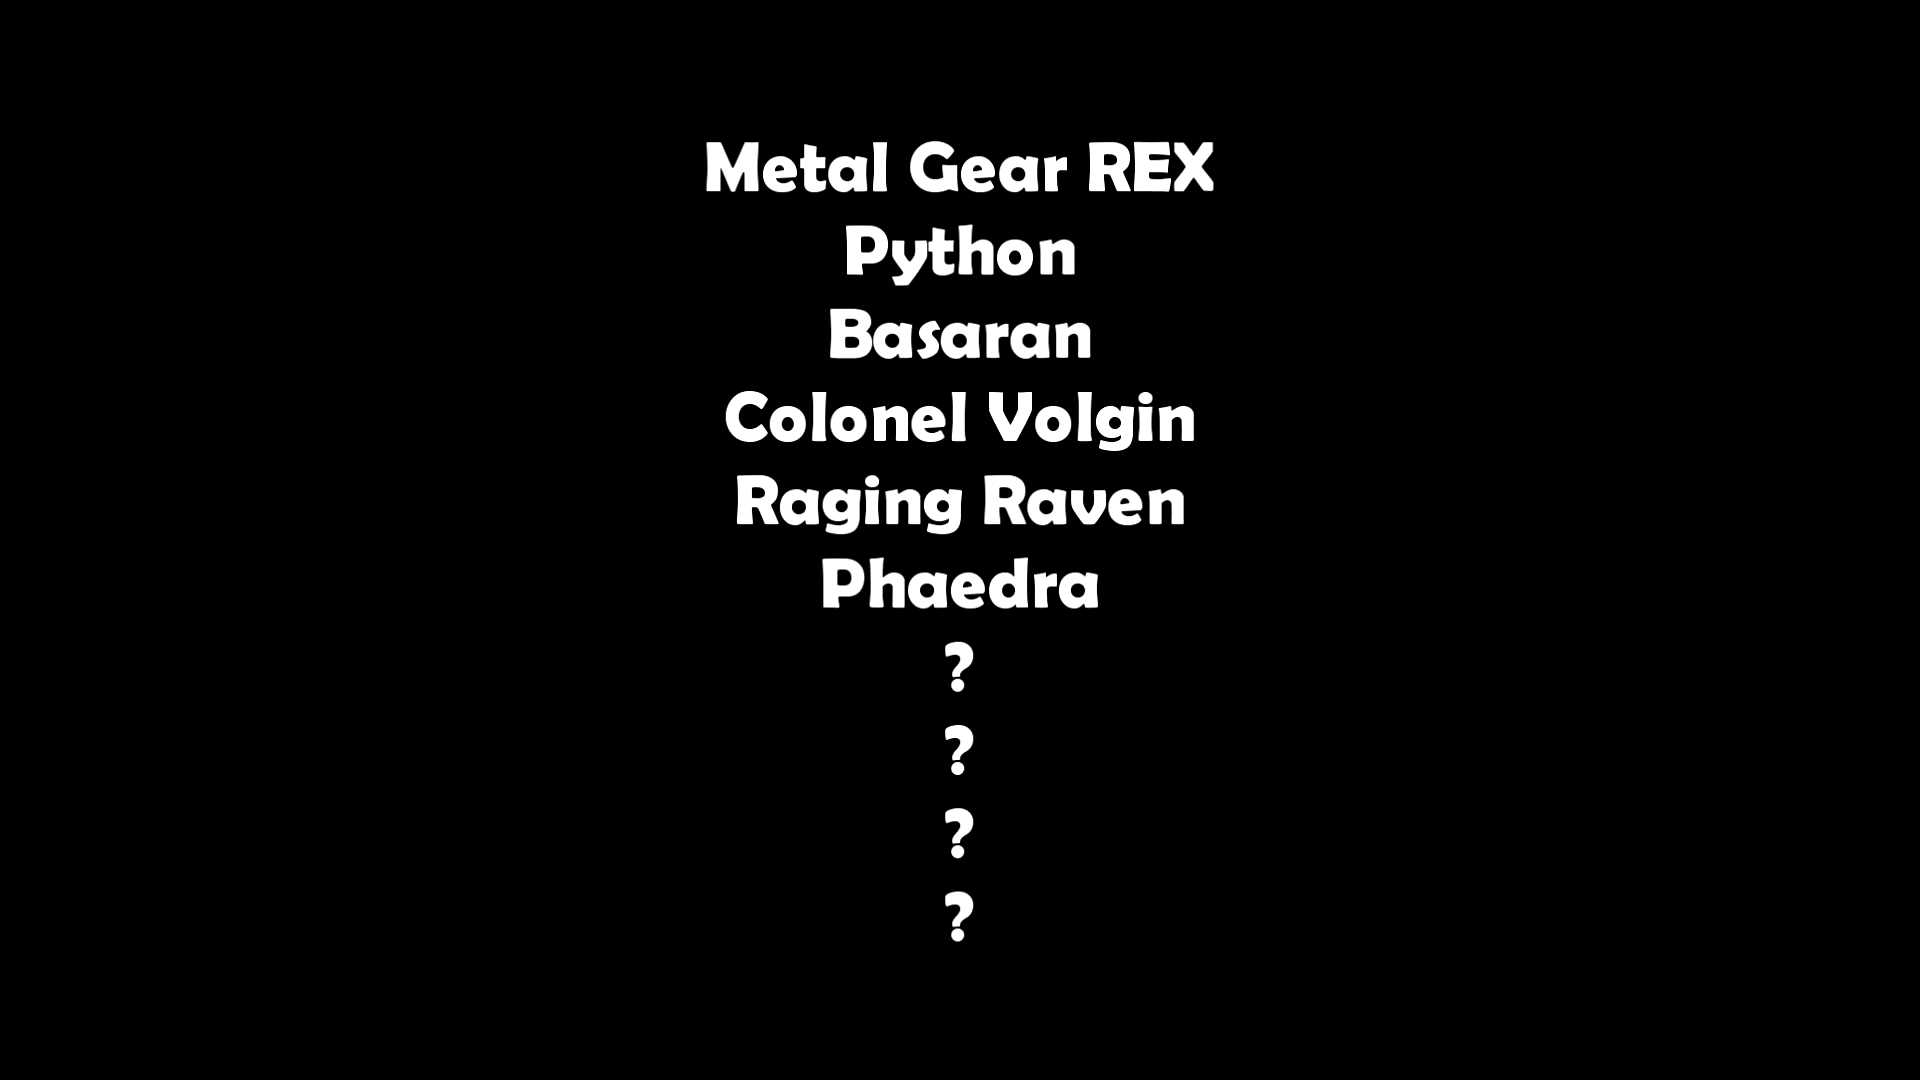 Metal Gear REX
Python
Basaran
Colonel Volgin
Raging Raven
Phaedra
?
?
?
?